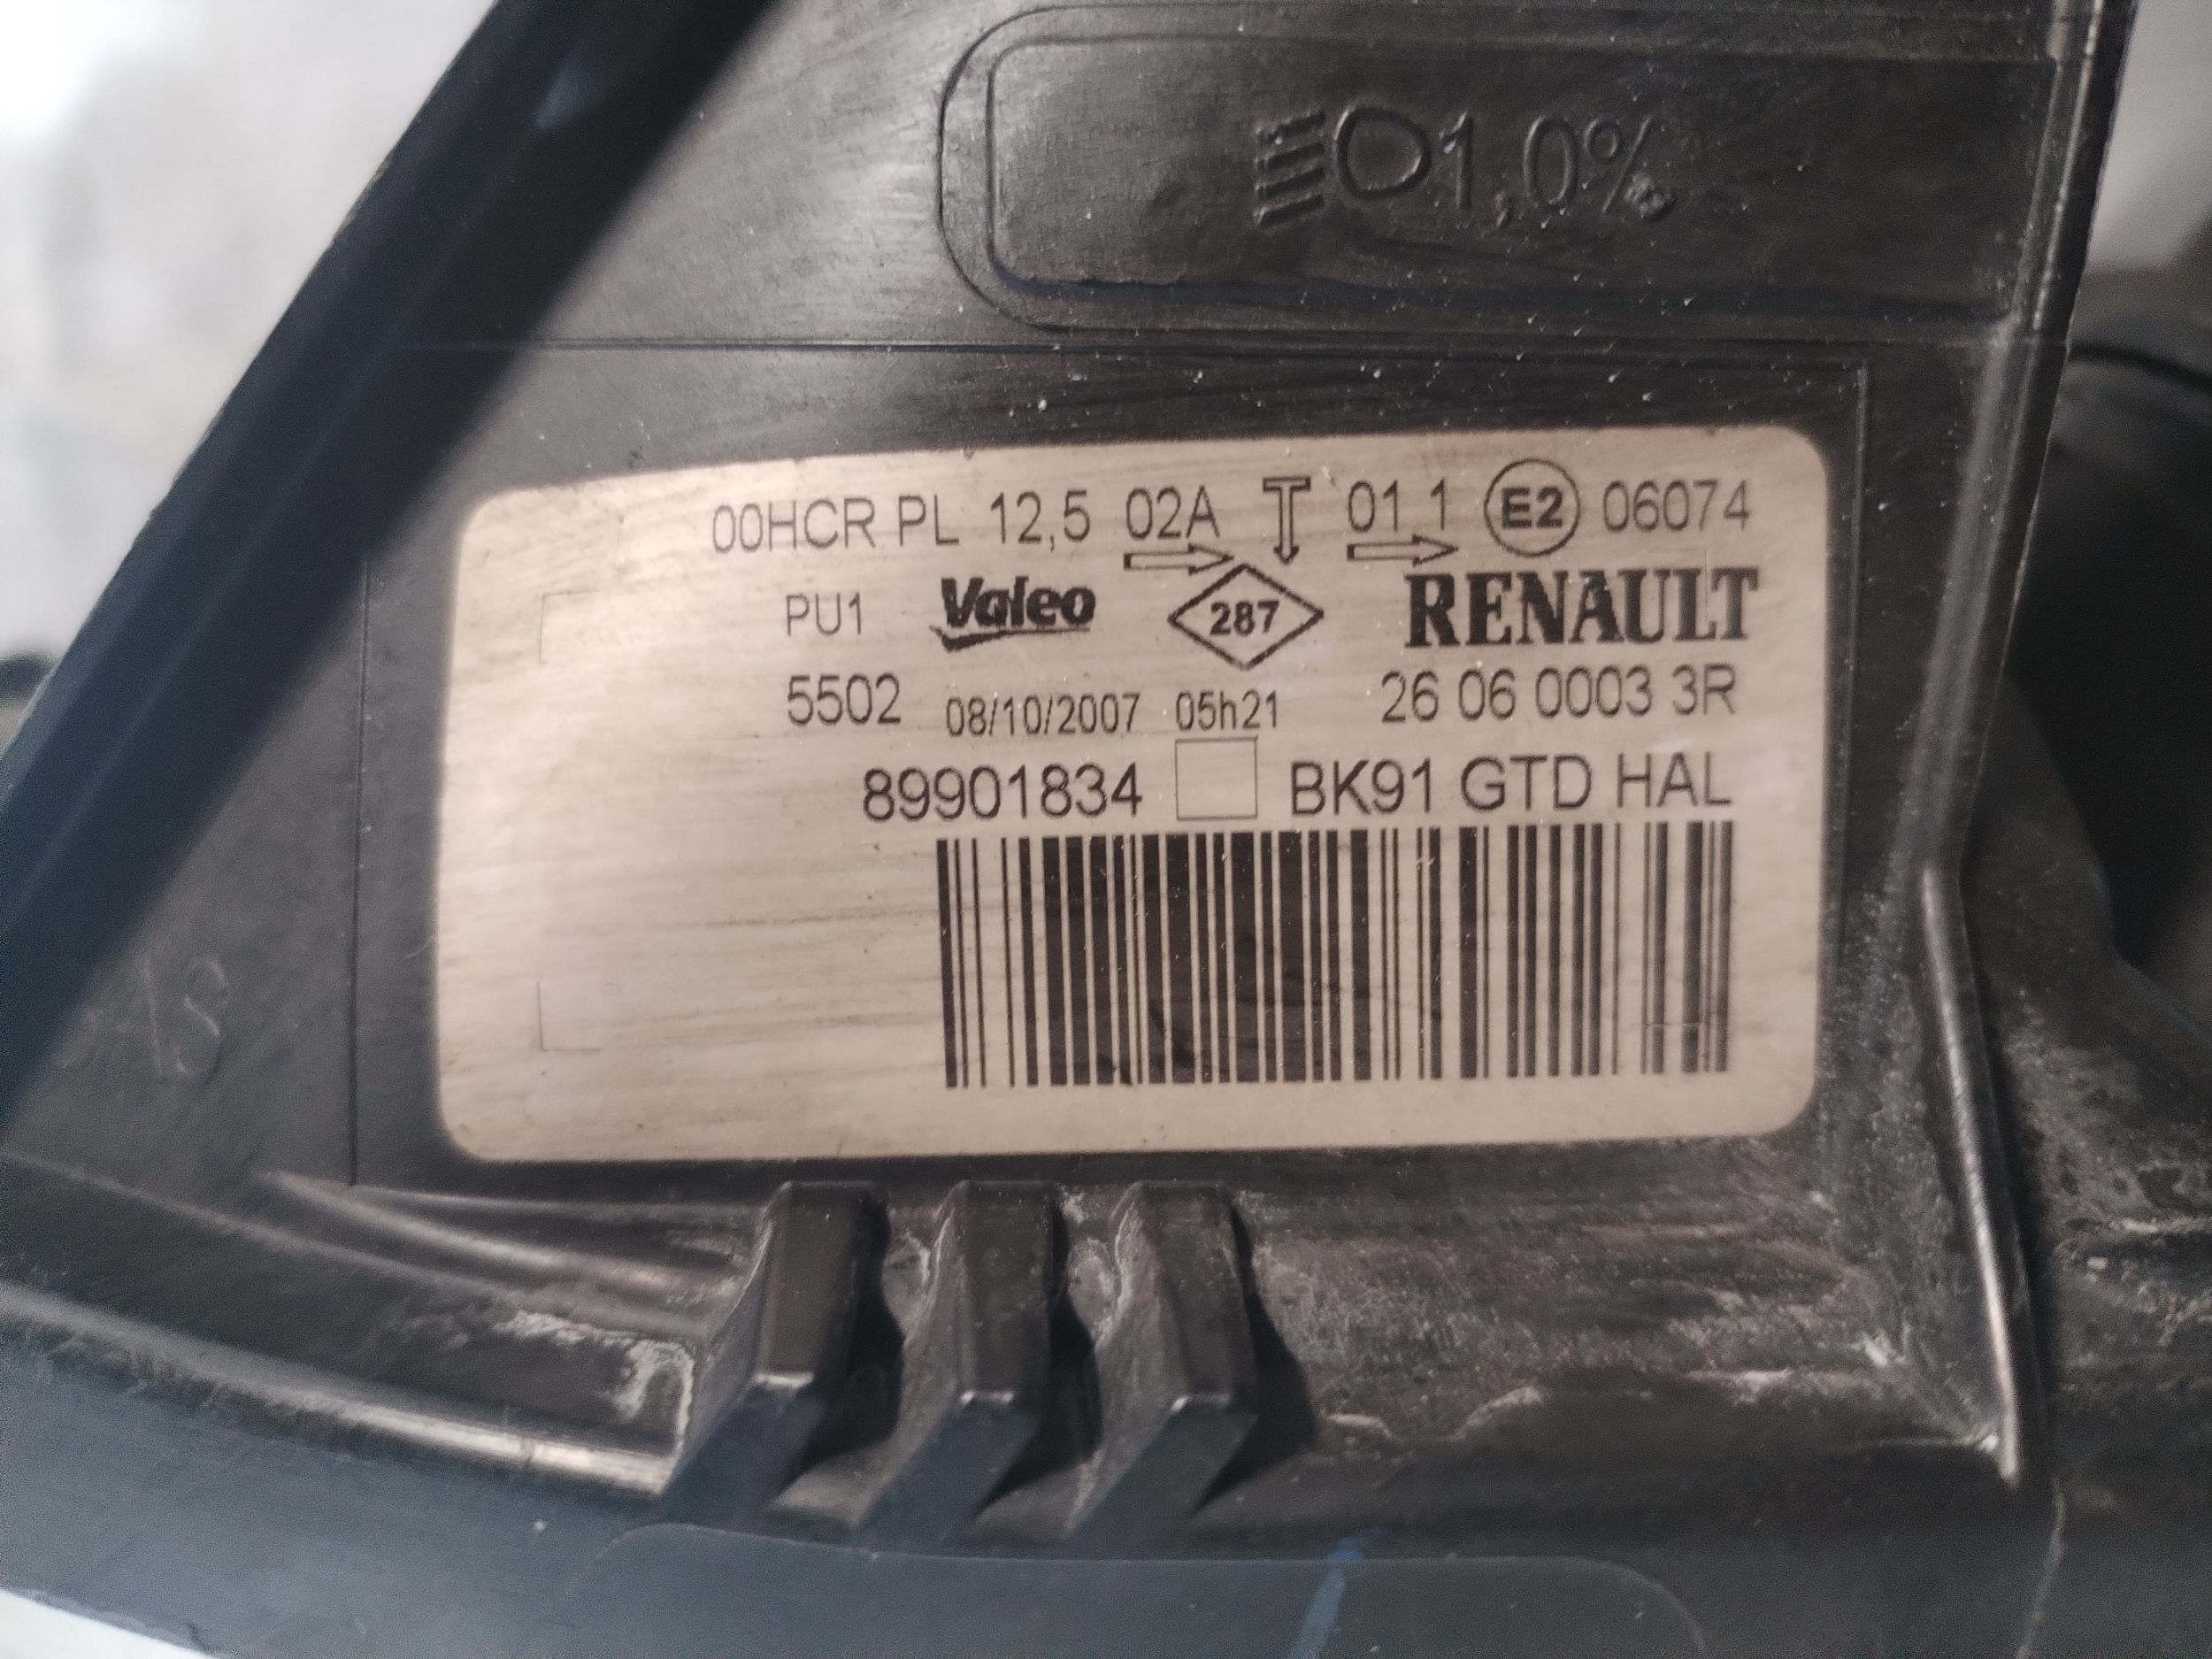 1,0%
00HCR PL 12,5 02A 01 1 E2 06074
PU1 Valeo 287 RENAULT
5502 08/10/2007 05h21 26 06 0003 3R
89901834 BK91 GTD HAL